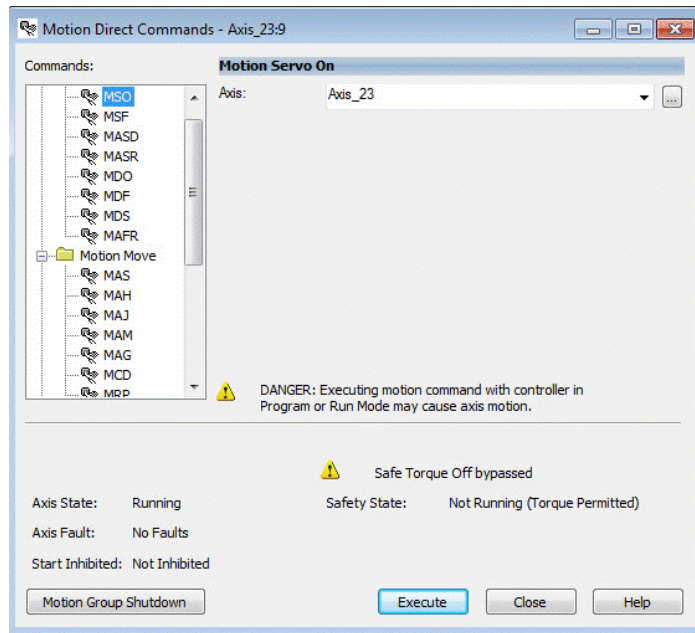 Motion Direct Commands - Axis_23:9
Commands:
Motion Servo On
MSO
MSF
MASD
MASR
MDO
MDF
MDS
MAFR
Motion Move
MAS
MAH
MAJ
MAM
MAG
MCD
MRP
Axis:
Axis_23
...
DANGER: Executing motion command with controller in
Program or Run Mode may cause axis motion.
Safe Torque Off bypassed
Axis State: Running
Safety State: Not Running (Torque Permitted)
Axis Fault: No Faults
Start Inhibited: Not Inhibited
Motion Group Shutdown
Execute
Close
Help